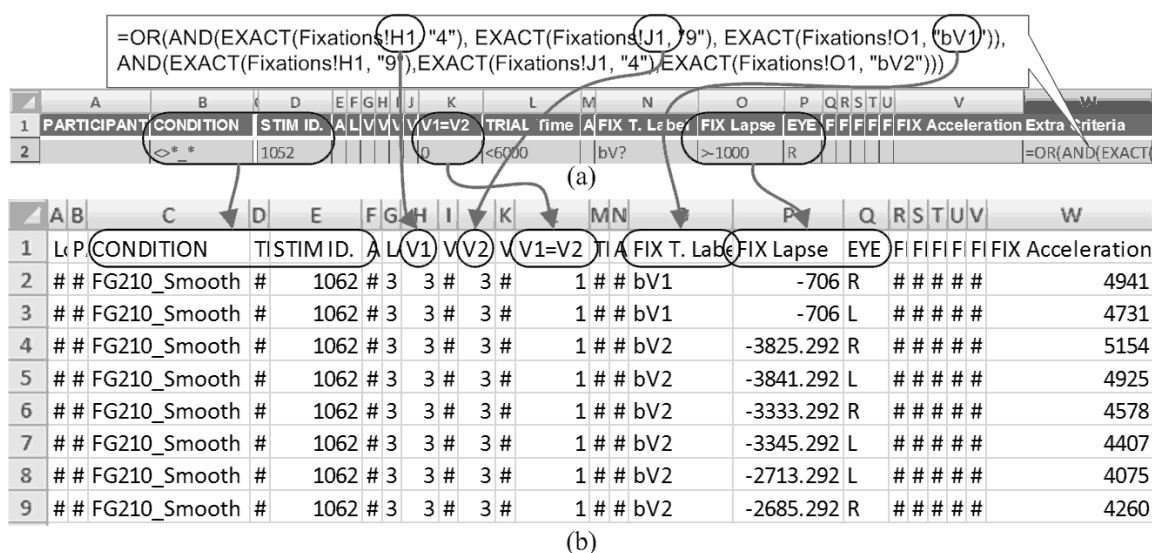 =OR(AND(EXACT(Fixations!H1, "4"), EXACT(Fixations!J1, "9"), EXACT(Fixations!O1, "bV1")),
AND(EXACT(Fixations!H1, "9"),EXACT(Fixations!J1, "4"),EXACT(Fixations!O1, "bV2")))
A B D E F G H I J K L M N O P Q R S T U V W
1 PARTICIPANT CONDITION STIM ID. A L V V V V V1=V2 TRIAL Time A FIX T. Label FIX Lapse EYE F F F F F FIX Acceleration Extra Criteria
2 <>*_* 1052 0 <6000 bV? >-1000 R =OR(AND(EXACT(
(a)
A B C D E F G H I K M N P Q R S T U V W
1 CONDITION STIM ID. A V1 V V2 V V1=V2 A FIX T. Labe FIX Lapse EYE FIX Acceleration
2 # # FG210_Smooth # 1062 # 3 3 # 3 # 1 # # bV1 -706 R # # # # # 4941
3 # # FG210_Smooth # 1062 # 3 3 # 3 # 1 # # bV1 -706 L # # # # # 4731
4 # # FG210_Smooth # 1062 # 3 3 # 3 # 1 # # bV2 -3825.292 R # # # # # 5154
5 # # FG210_Smooth # 1062 # 3 3 # 3 # 1 # # bV2 -3841.292 L # # # # # 4925
6 # # FG210_Smooth # 1062 # 3 3 # 3 # 1 # # bV2 -3333.292 R # # # # # 4578
7 # # FG210_Smooth # 1062 # 3 3 # 3 # 1 # # bV2 -3345.292 L # # # # # 4407
8 # # FG210_Smooth # 1062 # 3 3 # 3 # 1 # # bV2 -2713.292 L # # # # # 4075
9 # # FG210_Smooth # 1062 # 3 3 # 3 # 1 # # bV2 -2685.292 R # # # # # 4260
(b)